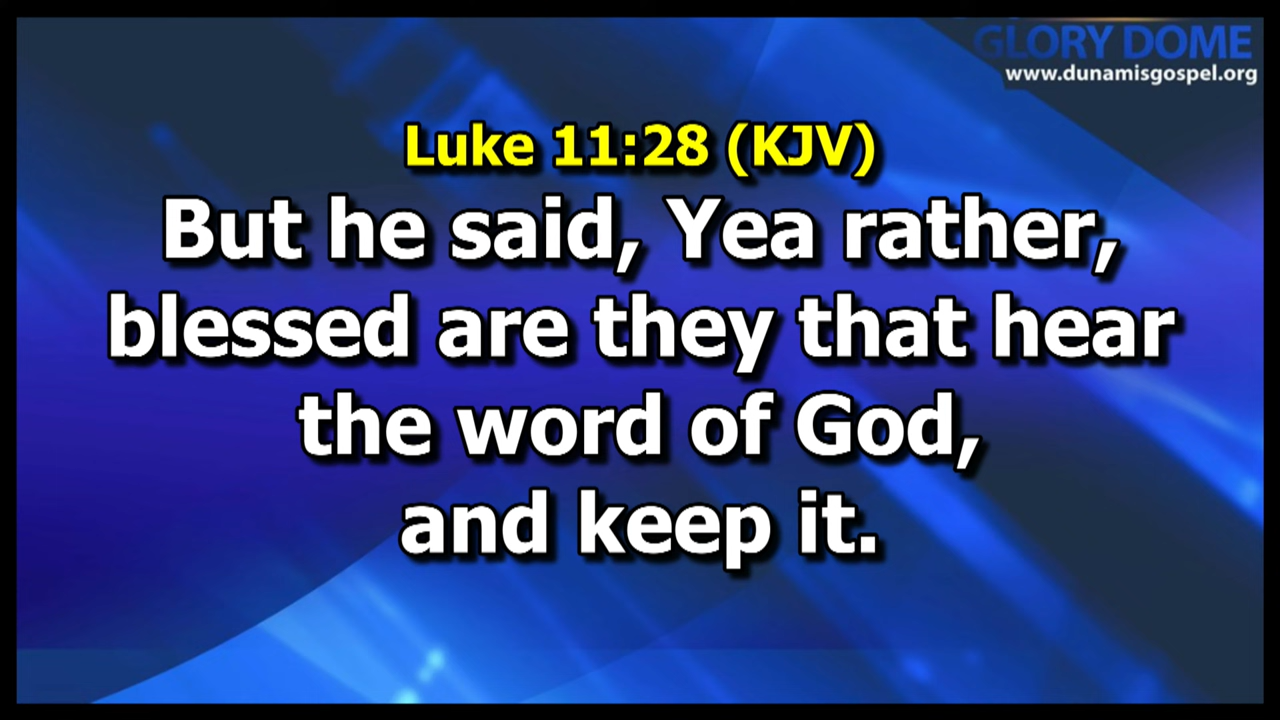 GLORY DOME
www.dunamisgospel.org
Luke 11:28 (KJV)
But he said, Yea rather,
blessed are they that hear
the word of God,
and keep it.